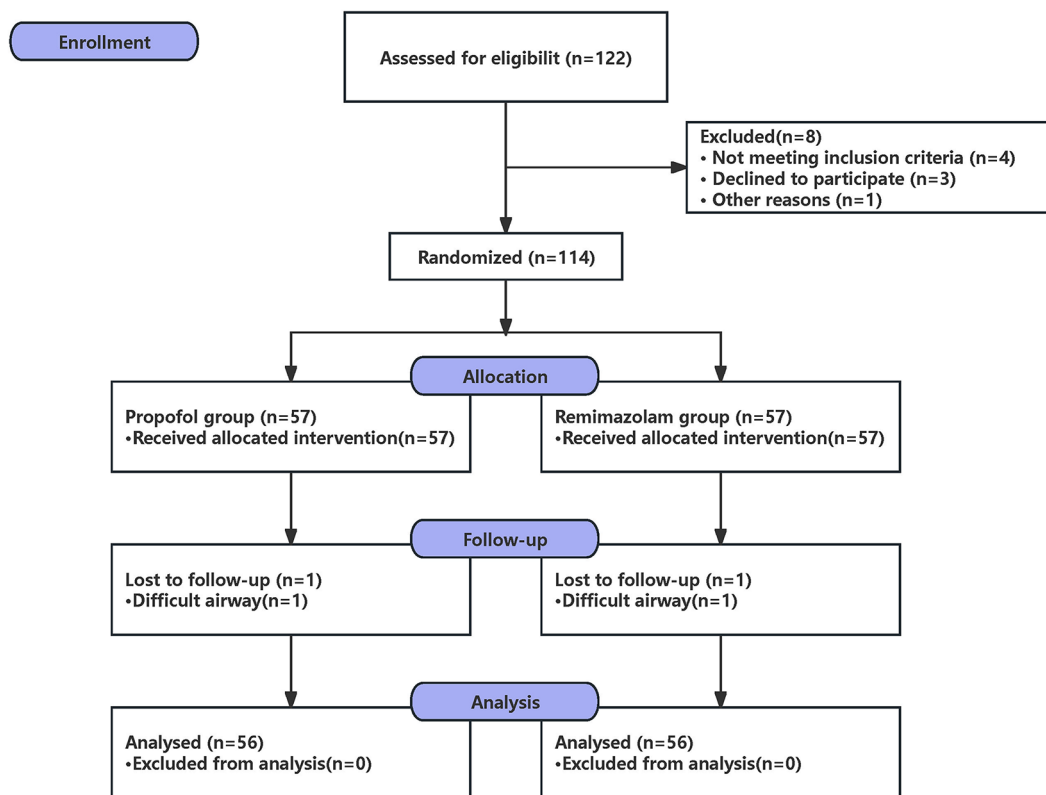 Enrollment
Assessed for eligibilit (n=122)
Excluded(n=8)
• Not meeting inclusion criteria (n=4)
• Declined to participate (n=3)
• Other reasons (n=1)
Randomized (n=114)
Allocation
Propofol group (n=57)
•Received allocated intervention(n=57)
Remimazolam group (n=57)
•Received allocated intervention(n=57)
Follow-up
Lost to follow-up (n=1)
•Difficult airway(n=1)
Lost to follow-up (n=1)
•Difficult airway(n=1)
Analysis
Analysed (n=56)
•Excluded from analysis(n=0)
Analysed (n=56)
•Excluded from analysis(n=0)